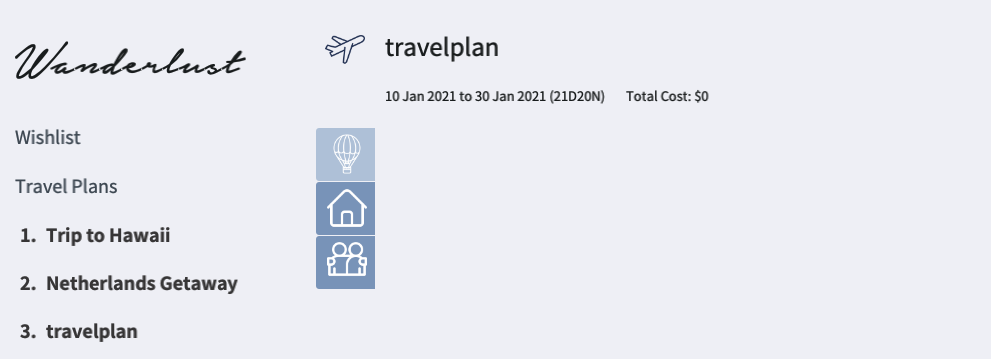 Wanderlust
Wishlist
Travel Plans
1. Trip to Hawaii
2. Netherlands Getaway
3. travelplan
travelplan
10 Jan 2021 to 30 Jan 2021 (21D20N) Total Cost: $0